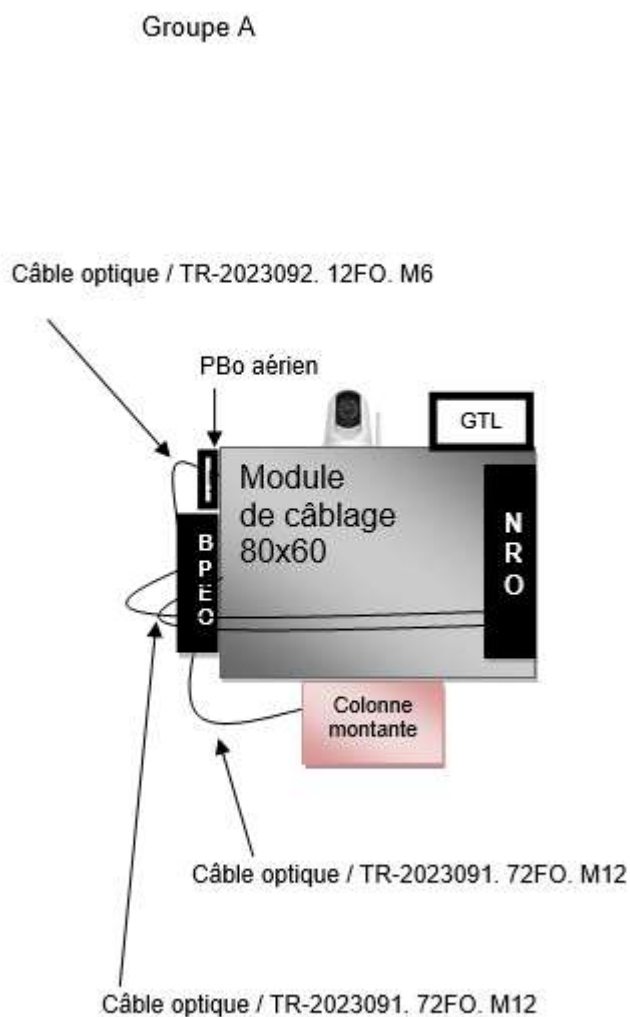 Groupe A
Câble optique / TR-2023092. 12FO. M6
PBo aérien
GTL
Module
de câblage
80x60
B
P
E
O
N
R
O
Colonne
montante
Câble optique / TR-2023091. 72FO. M12
Câble optique / TR-2023091. 72FO. M12